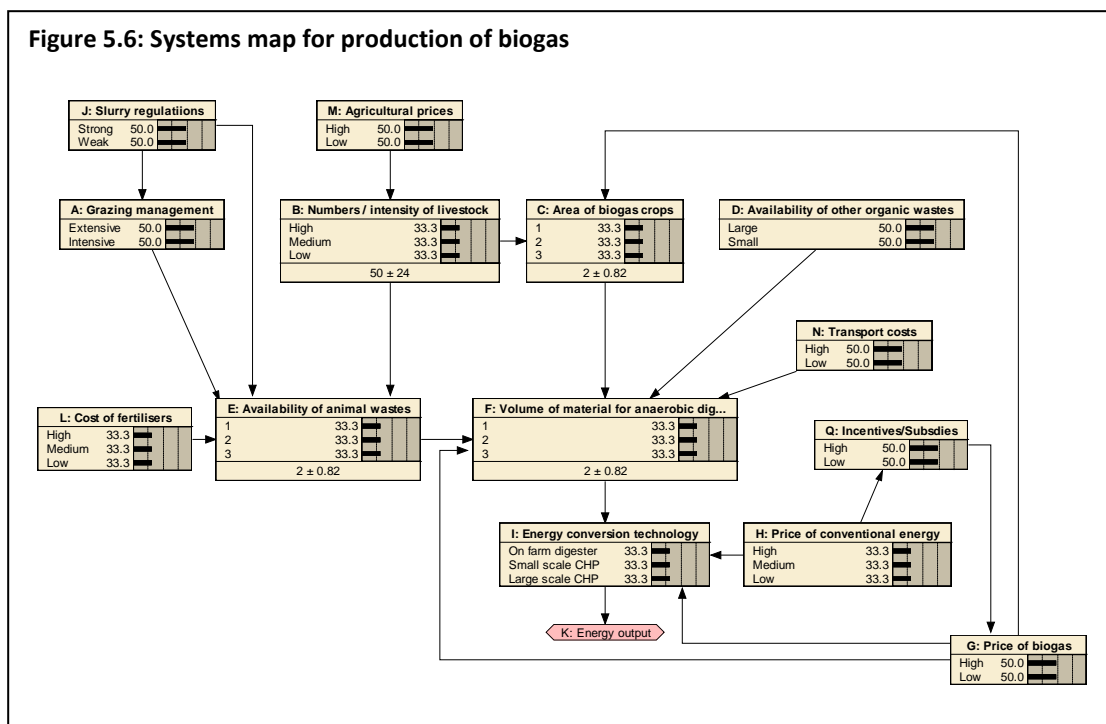 Figure 5.6: Systems map for production of biogas
J: Slurry regulatiions
Strong 50.0
Weak 50.0
M: Agricultural prices
High 50.0
Low 50.0
A: Grazing management
Extensive 50.0
Intensive 50.0
B: Numbers / intensity of livestock
High 33.3
Medium 33.3
Low 33.3
50 ± 24
C: Area of biogas crops
1 33.3
2 33.3
3 33.3
2 ± 0.82
D: Availability of other organic wastes
Large 50.0
Small 50.0
N: Transport costs
High 50.0
Low 50.0
L: Cost of fertilisers
High 33.3
Medium 33.3
Low 33.3
E: Availability of animal wastes
1 33.3
2 33.3
3 33.3
2 ± 0.82
F: Volume of material for anaerobic dig...
1 33.3
2 33.3
3 33.3
2 ± 0.82
Q: Incentives/Subsdies
High 50.0
Low 50.0
I: Energy conversion technology
On farm digester 33.3
Small scale CHP 33.3
Large scale CHP 33.3
H: Price of conventional energy
High 33.3
Medium 33.3
Low 33.3
K: Energy output
G: Price of biogas
High 50.0
Low 50.0